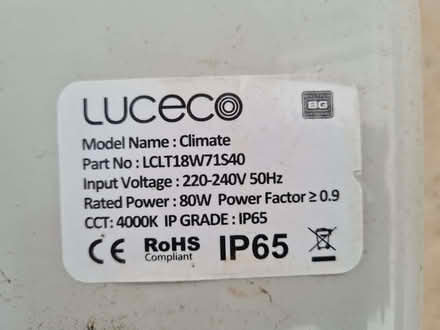 LUCECO
BG
Model Name : Climate
Part No : LCLT18W71S40
Input Voltage : 220-240V 50Hz
Rated Power : 80W Power Factor ≥ 0.9
CCT: 4000K IP GRADE : IP65
CE RoHS IP65
Compliant